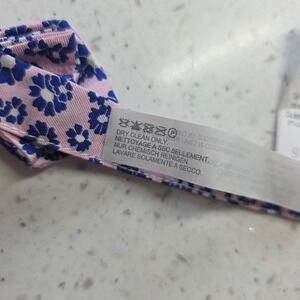 P
DRY CLEAN ONLY.
NETTOYAGE A SEC SEULEMENT.
NUR CHEMISCH REINIGEN.
LAVARE SOLAMENTE A SECCO.